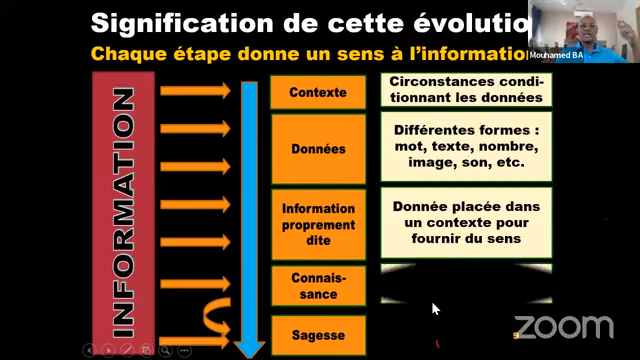 Signification de cette évolutio
Chaque étape donne un sens à l'informatio
Mouhamed BA
INFORMATION
Contexte
Circonstances condi-
tionnant les données
Données
Différentes formes :
mot, texte, nombre,
image, son, etc.
Information
proprement
dite
Donnée placée dans
un contexte pour
fournir du sens
Connais-
sance
Sagesse
9
zoom